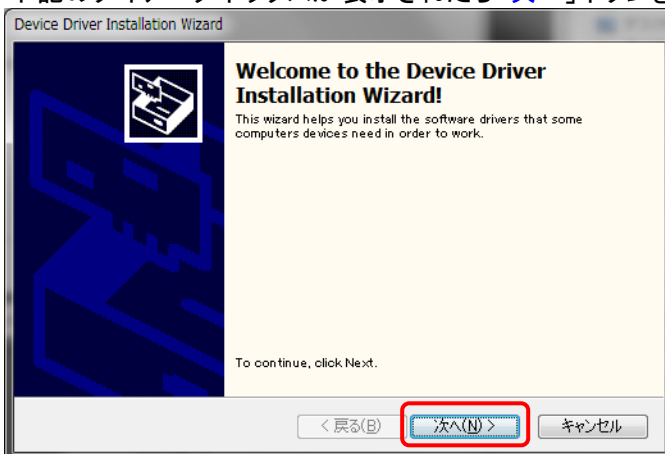 Device Driver Installation Wizard
Welcome to the Device Driver
Installation Wizard!
This wizard helps you install the software drivers that some
computers devices need in order to work.
To continue, click Next.
< 戻る(B)
次へ(N) >
キャンセル